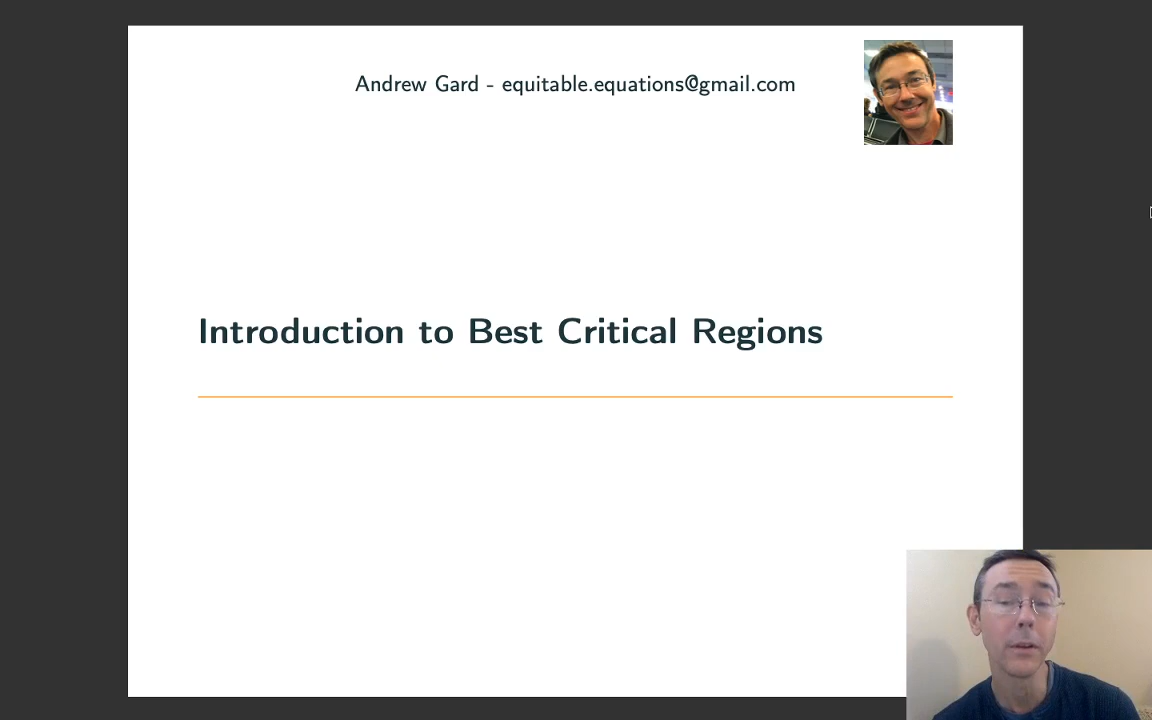 Andrew Gard - equitable.equations@gmail.com
Introduction to Best Critical Regions